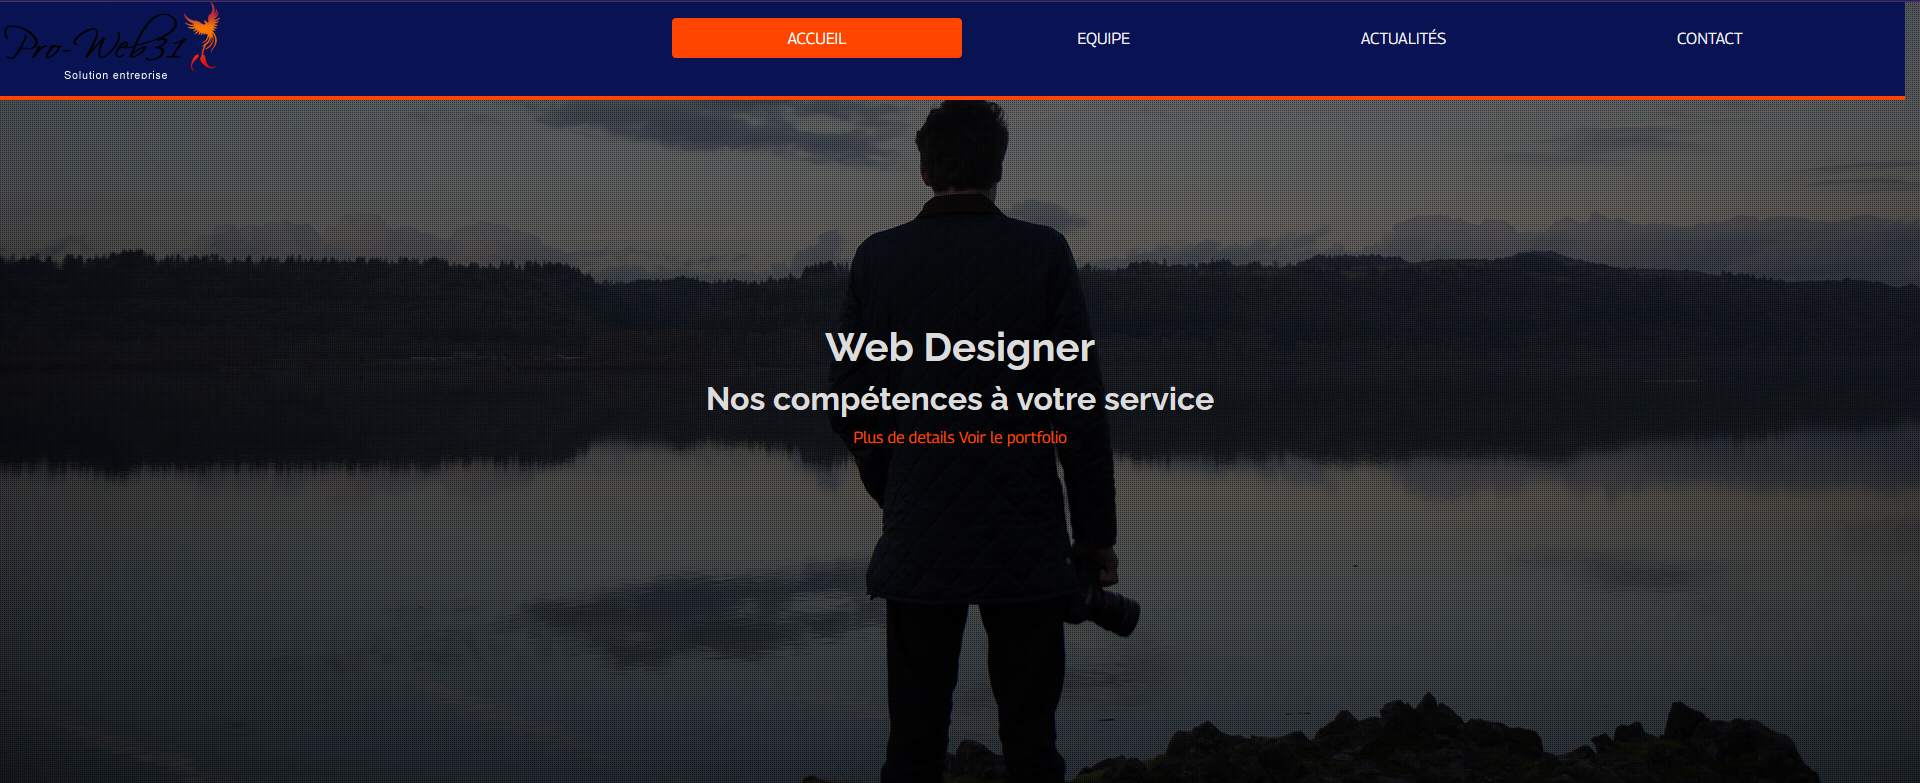 Pro-Web31
Solution entreprise
ACCUEIL
EQUIPE
ACTUALITÉS
CONTACT
Web Designer
Nos compétences à votre service
Plus de details Voir le portfolio